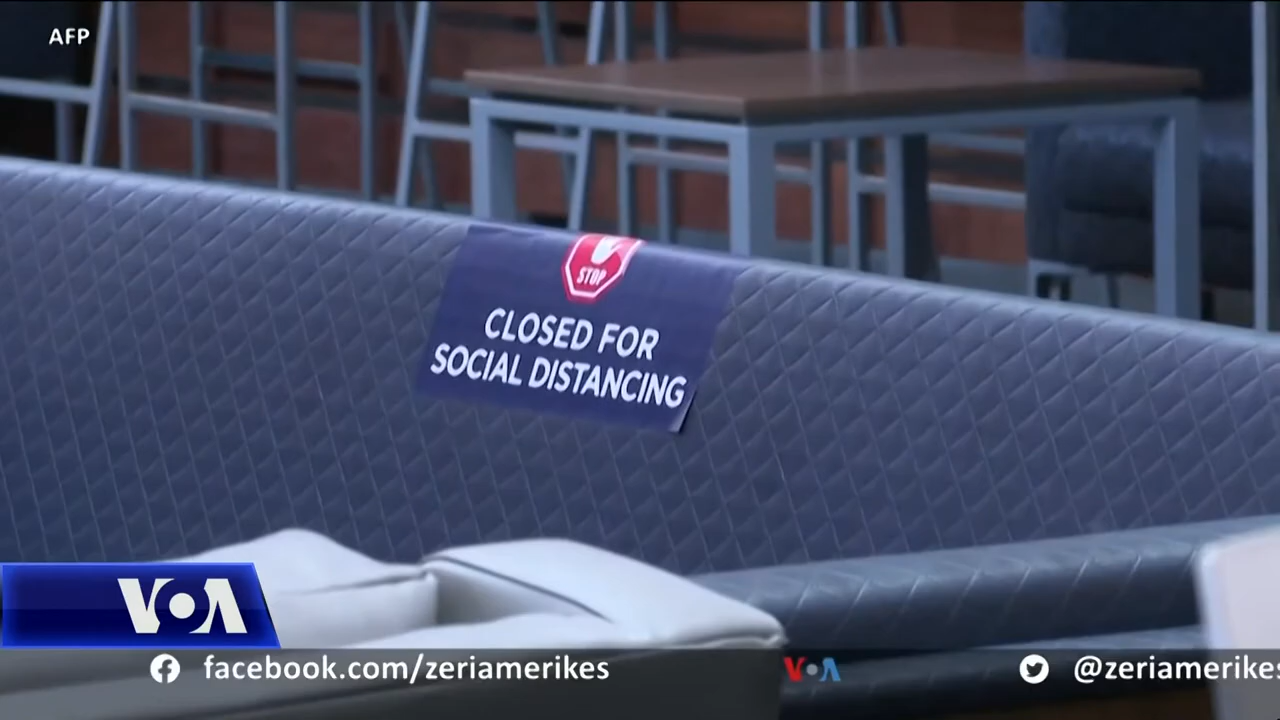 AFP
STOP
CLOSED FOR
SOCIAL DISTANCING
VOA
facebook.com/zeriamerikes
VOA
@zeriamerikes